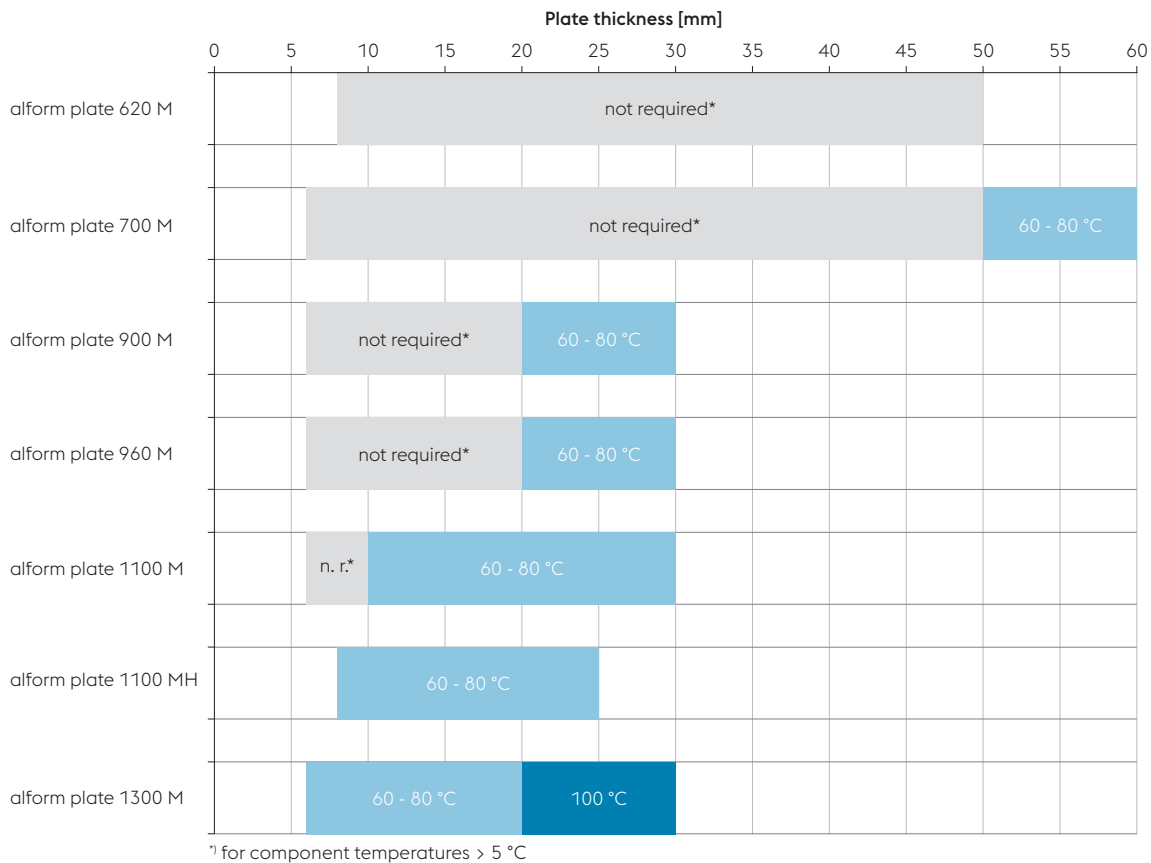 Plate thickness [mm]
0 5 10 15 20 25 30 35 40 45 50 55 60
alform plate 620 M not required*
alform plate 700 M not required* 60 - 80 °C
alform plate 900 M not required* 60 - 80 °C
alform plate 960 M not required* 60 - 80 °C
alform plate 1100 M n. r.* 60 - 80 °C
alform plate 1100 MH 60 - 80 °C
alform plate 1300 M 60 - 80 °C 100 °C
*) for component temperatures > 5 °C